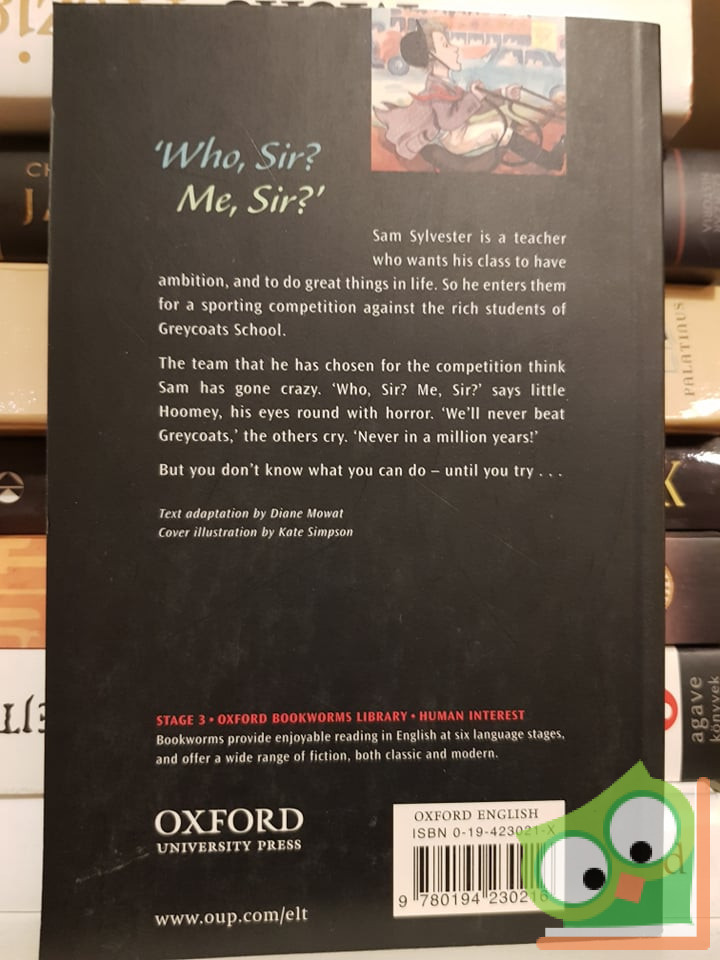 ‘Who, Sir?
Me, Sir?’
Sam Sylvester is a teacher
who wants his class to have
ambition, and to do great things in life. So he enters them
for a sporting competition against the rich students of
Greycoats School.
The team that he has chosen for the competition think
Sam has gone crazy. ‘Who, Sir? Me, Sir?’ says little
Hoomey, his eyes round with horror. ‘We’ll never beat
Greycoats,’ the others cry. ‘Never in a million years!’
But you don’t know what you can do – until you try . . .
Text adaptation by Diane Mowat
Cover illustration by Kate Simpson
STAGE 3 • OXFORD BOOKWORMS LIBRARY • HUMAN INTEREST
Bookworms provide enjoyable reading in English at six language stages,
and offer a wide range of fiction, both classic and modern.
OXFORD
UNIVERSITY PRESS
www.oup.com/elt
OXFORD ENGLISH
ISBN 0-19-423021-X
9 780194 230216
PALATINUS
agave
könyvek